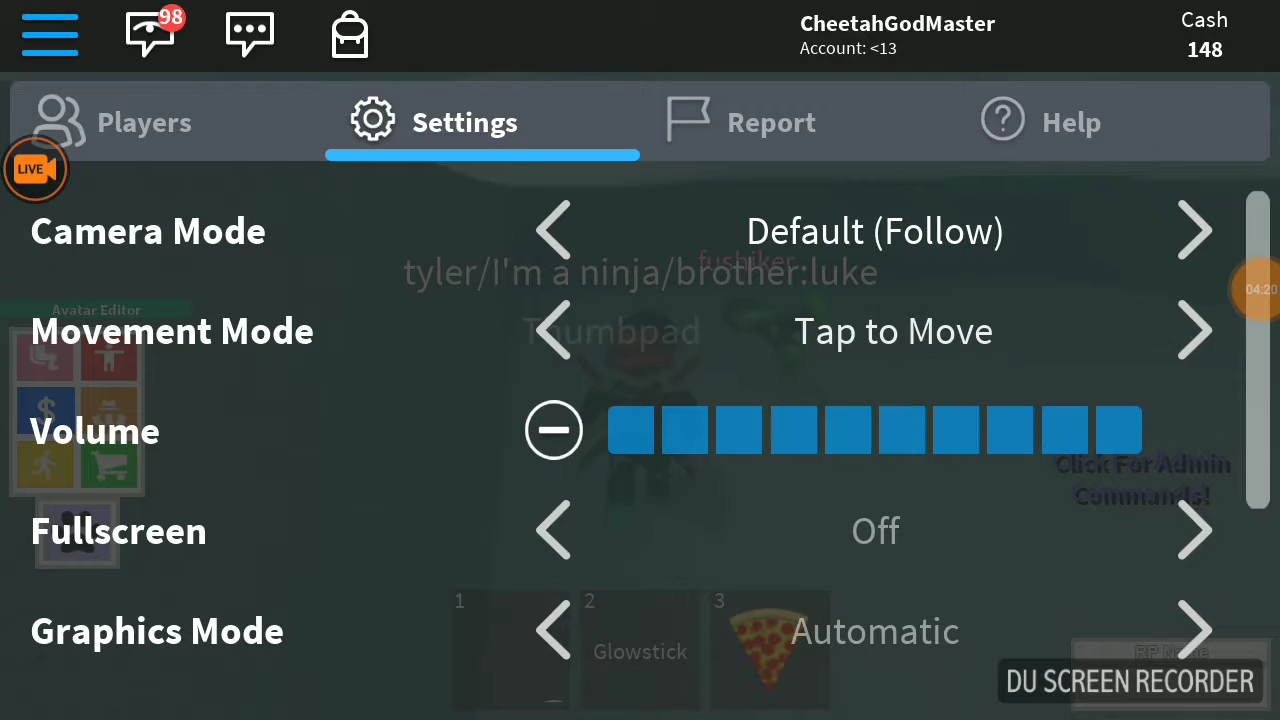 98
CheetahGodMaster
Account: <13
Cash
148
Players
Settings
Report
Help
LIVE
Camera Mode
Default (Follow)
fushiker
tyler/I'm a ninja/brother:luke
04:20
Avatar Editor
Movement Mode
Thumbpad
Tap to Move
$
Volume
Click For Admin
Commands!
Fullscreen
Off
1
2
3
Graphics Mode
Automatic
Glowstick
RP Name
DU SCREEN RECORDER